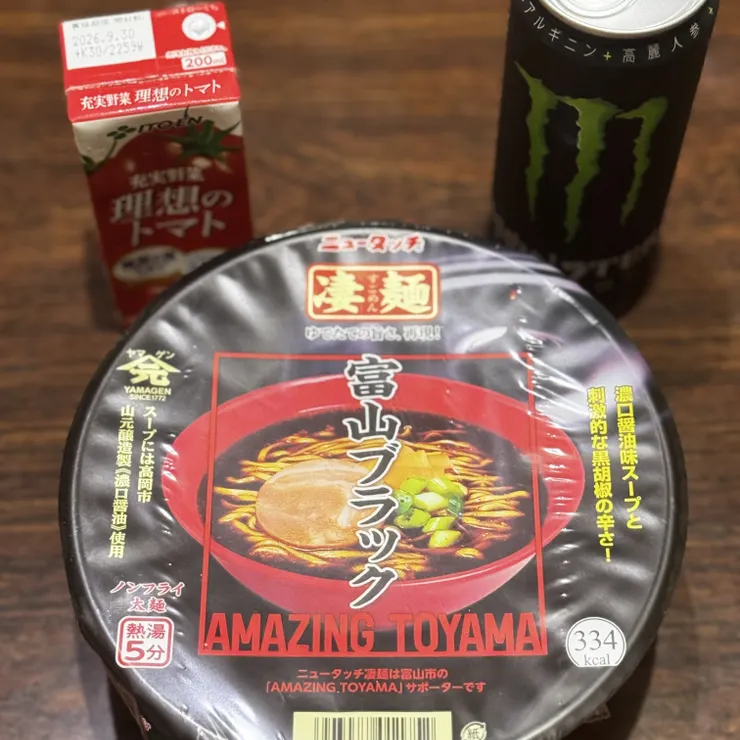 2026.9.30
+K30/2259W
200ml
充実野菜 理想のトマト
ITOEN
充実野菜
理想の
トマト
アルギニン+高麗人参
ニュータッチ
凄麺
すごめん
ゆでたての旨さ、再現!
富山ブラック
ヤマゲン
YAMAGEN
SINCE1772
スープには高岡市
山元醸造製《濃口醤油》使用
濃口醤油味スープと
刺激的な黒胡椒の辛さ!
ノンフライ
太麺
熱湯
5分
AMAZING TOYAMA
334
kcal
ニュータッチ凄麺は富山市の
「AMAZING TOYAMA」サポーターです
紙